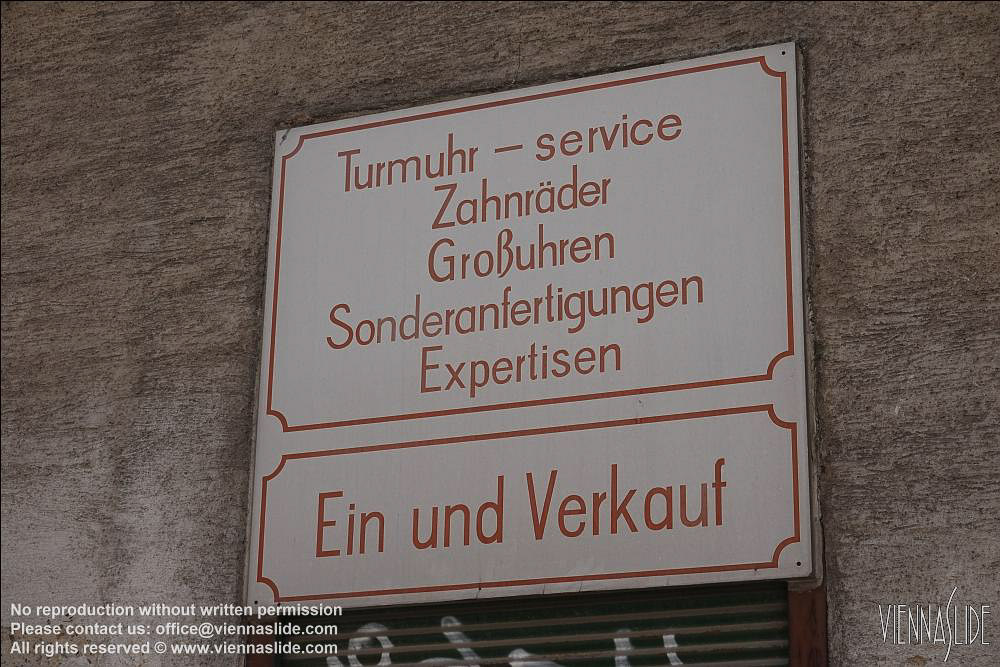 Turmuhr – service
Zahnräder
Großuhren
Sonderanfertigungen
Expertisen
Ein und Verkauf
No reproduction without written permission
Please contact us: office@viennaslide.com
All rights reserved © www.viennaslide.com
VIENNASLIDE